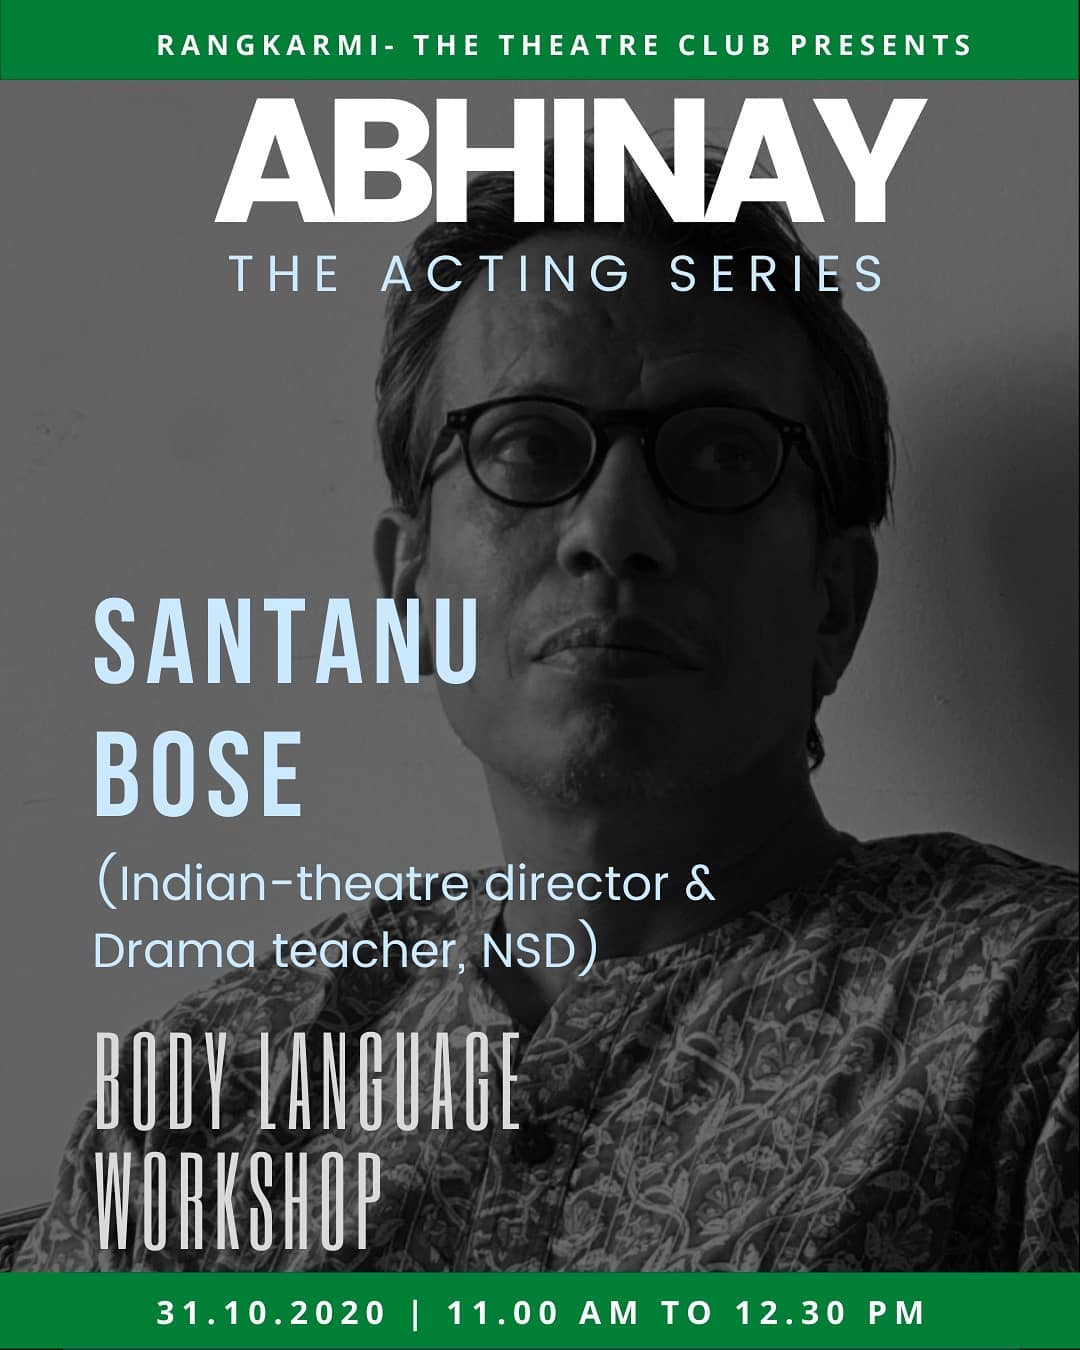 RANGKARMI- THE THEATRE CLUB PRESENTS
ABHINAY
THE ACTING SERIES
SANTANU
BOSE
(Indian-theatre director &
Drama teacher, NSD)
BODY LANGUAGE
WORKSHOP
31.10.2020 | 11.00 AM TO 12.30 PM